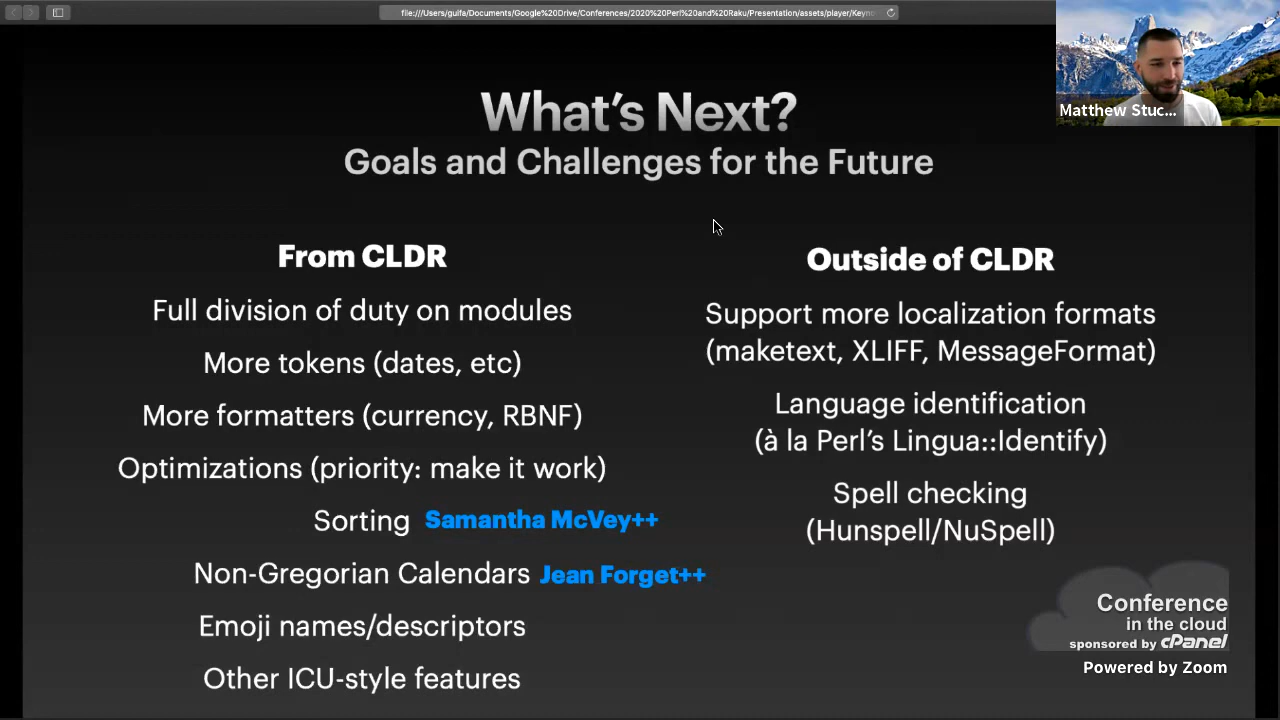 file:///Users/guifa/Documents/Google%20Drive/Conferences/2020%20Perl%20and%20Raku/Presentation/assets/player/Keyno
Matthew Stuc...
What's Next?
Goals and Challenges for the Future
From CLDR
Full division of duty on modules
More tokens (dates, etc)
More formatters (currency, RBNF)
Optimizations (priority: make it work)
Sorting Samantha McVey++
Non-Gregorian Calendars Jean Forget++
Emoji names/descriptors
Other ICU-style features
Outside of CLDR
Support more localization formats
(maketext, XLIFF, MessageFormat)
Language identification
(à la Perl's Lingua::Identify)
Spell checking
(Hunspell/NuSpell)
Conference
in the cloud
sponsored by cPanel
Powered by Zoom